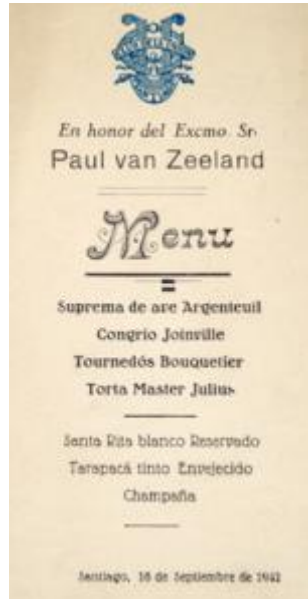 En honor del Excmo. Sr.
Paul van Zeeland
Menu
Suprema de ave Argenteuil
Congrio Joinville
Tournedós Bouquetier
Torta Master Julius
Santa Rita blanco Reservado
Tarapacá tinto Envejecido
Champaña
Santiago, 16 de Septiembre de 1942